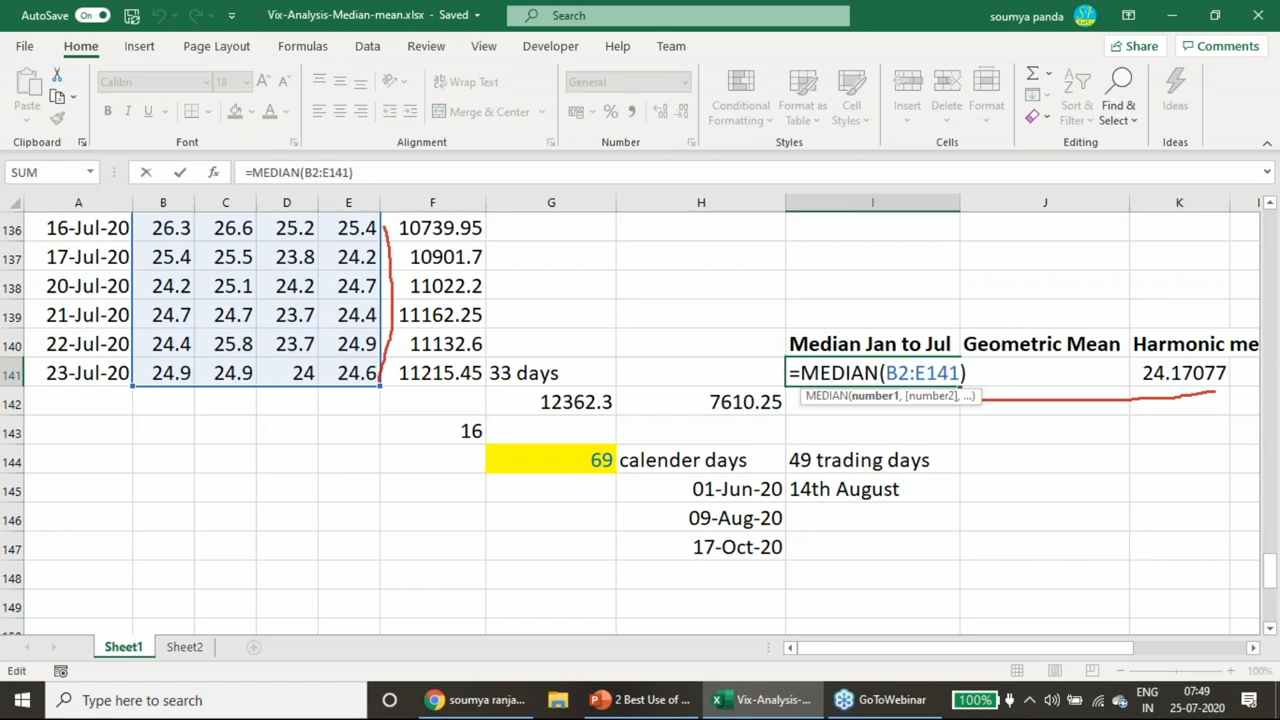 AutoSave On Vix-Analysis-Median-mean.xlsx - Saved Search soumya panda
File Home Insert Page Layout Formulas Data Review View Developer Help Team Share Comments
Paste Calibri 18 A A Wrap Text General Conditional Formatting Format as Table Cell Styles Insert Delete Format Sort & Filter Find & Select Ideas
B I U Merge & Center % ,
Clipboard Font Alignment Number Styles Cells Editing Ideas
SUM fx =MEDIAN(B2:E141)
A B C D E F G H I J K
136 16-Jul-20 26.3 26.6 25.2 25.4 10739.95
137 17-Jul-20 25.4 25.5 23.8 24.2 10901.7
138 20-Jul-20 24.2 25.1 24.2 24.7 11022.2
139 21-Jul-20 24.7 24.7 23.7 24.4 11162.25
140 22-Jul-20 24.4 25.8 23.7 24.9 11132.6 Median Jan to Jul Geometric Mean Harmonic me
141 23-Jul-20 24.9 24.9 24 24.6 11215.45 33 days =MEDIAN(B2:E141) 24.17077
MEDIAN(number1, [number2], ...)
142 12362.3 7610.25
143 16
144 69 calender days 49 trading days
145 01-Jun-20 14th August
146 09-Aug-20
147 17-Oct-20
148
149
Sheet1 Sheet2
Edit 100%
Type here to search soumya ranja... 2 Best Use of ... Vix-Analysis-... GoToWebinar 100% ENG IN 07:49 25-07-2020